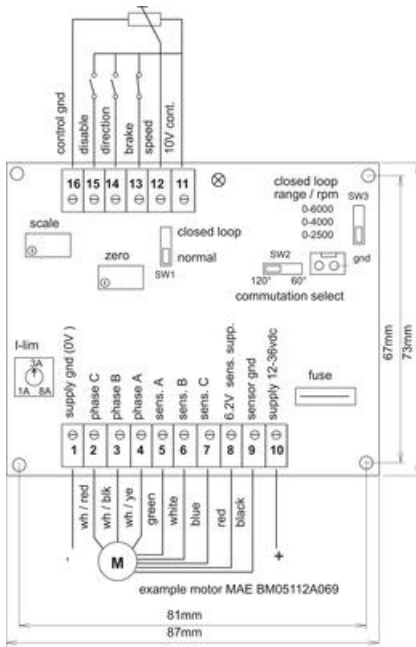 control gnd
disable
direction
brake
speed
10V cont.
16 15 14 13 12 11
scale
zero
closed loop
normal
SW1
closed loop
range / rpm
0-6000
0-4000
0-2500
SW3
SW2
120° 60°
gnd
commutation select
I-lim
3A
1A 8A
fuse
supply gnd (0V)
phase C
phase B
phase A
sens. A
sens. B
sens. C
6.2V sens. supp.
sensor gnd
supply 12-36vdc
1 2 3 4 5 6 7 8 9 10
wh / red
wh / blk
wh / ye
green
white
blue
red
black
- M +
example motor MAE BM05112A069
67mm
73mm
81mm
87mm